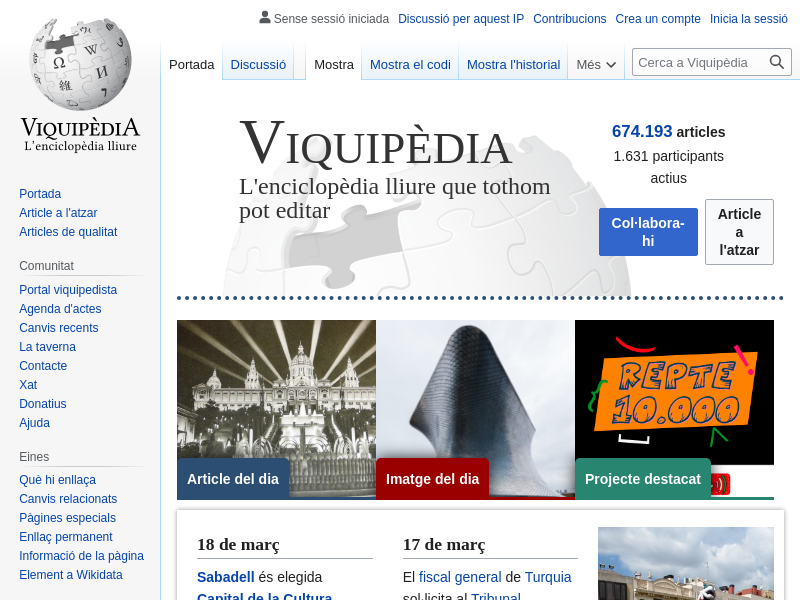 Sense sessió iniciada Discussió per aquest IP Contribucions Crea un compte Inicia la sessió
Portada Discussió Mostra Mostra el codi Mostra l'historial Més Cerca a Viquipèdia
VIQUIPÈDIA
L'enciclopèdia lliure
Portada
Article a l'atzar
Articles de qualitat
Comunitat
Portal viquipedista
Agenda d'actes
Canvis recents
La taverna
Contacte
Xat
Donatius
Ajuda
Eines
Què hi enllaça
Canvis relacionats
Pàgines especials
Enllaç permanent
Informació de la pàgina
Element a Wikidata
VIQUIPÈDIA
L'enciclopèdia lliure que tothom
pot editar
674.193 articles
1.631 participants
actius
Col·labora-
hi
Article
a
l'atzar
REPTE
10.000
Article del dia
Imatge del dia
Projecte destacat
18 de març
Sabadell és elegida
Capital de la Cultura
17 de març
El fiscal general de Turquia
sol·licita al Tribunal